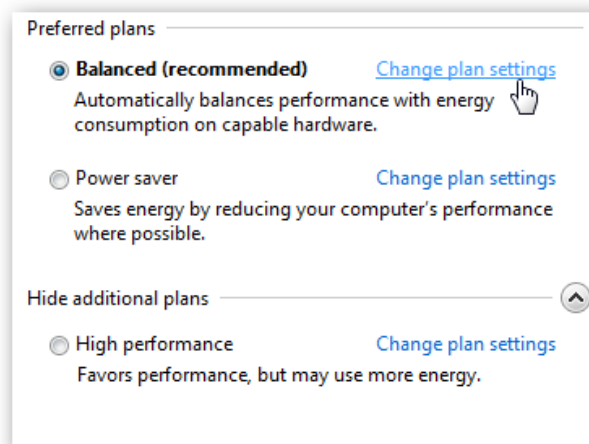 Preferred plans
Balanced (recommended) Change plan settings
Automatically balances performance with energy
consumption on capable hardware.
Power saver Change plan settings
Saves energy by reducing your computer's performance
where possible.
Hide additional plans
High performance Change plan settings
Favors performance, but may use more energy.